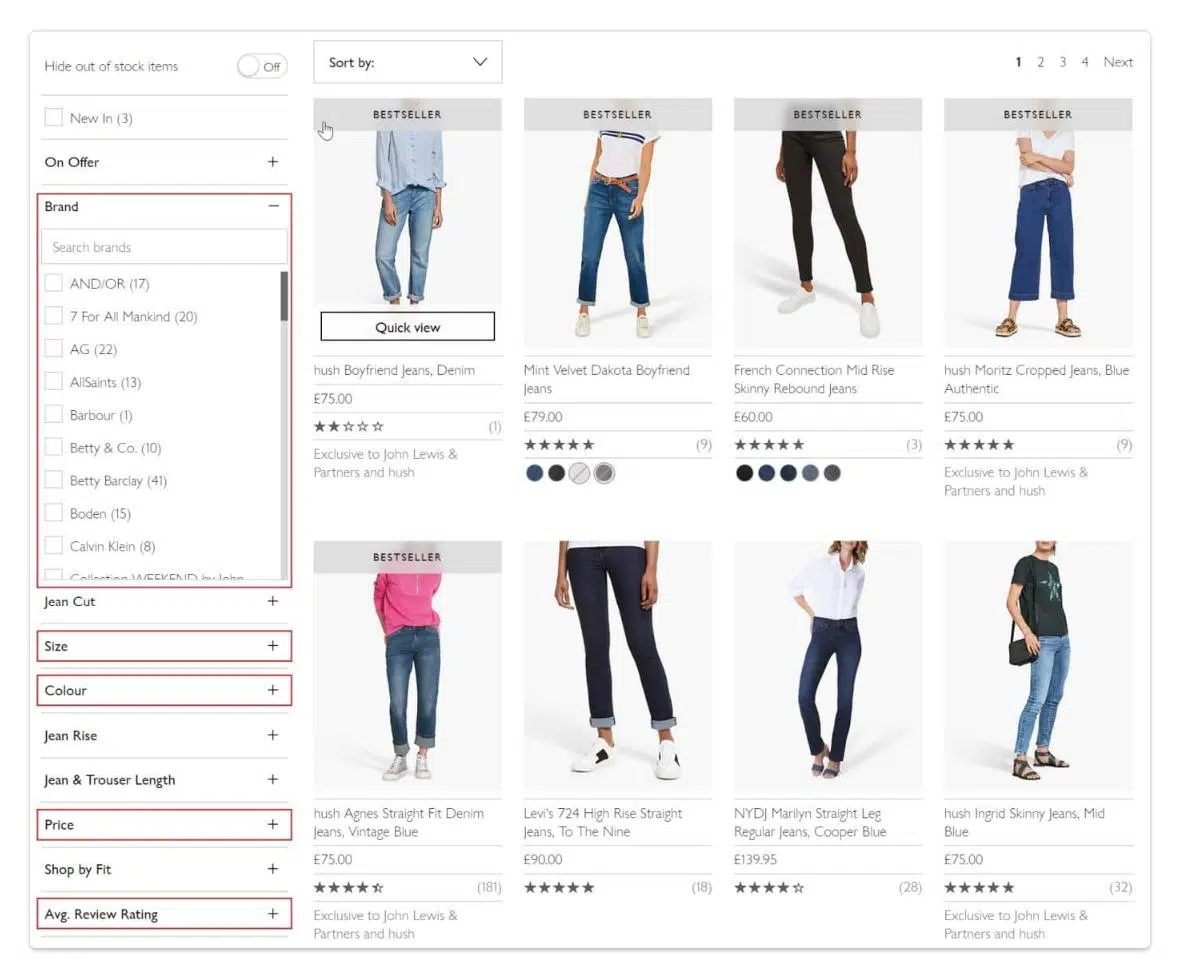 Hide out of stock items
Off
New In (3)
On Offer
Brand
Search brands
AND/OR (17)
7 For All Mankind (20)
AG (22)
AllSaints (13)
Barbour (1)
Betty & Co. (10)
Betty Barclay (41)
Boden (15)
Calvin Klein (8)
Collection WEEKEND by John
Jean Cut
Size
Colour
Jean Rise
Jean & Trouser Length
Price
Shop by Fit
Avg. Review Rating
Sort by:
1 2 3 4 Next
BESTSELLER
Quick view
hush Boyfriend Jeans, Denim
£75.00
(1)
Exclusive to John Lewis &
Partners and hush
BESTSELLER
Mint Velvet Dakota Boyfriend
Jeans
£79.00
(9)
BESTSELLER
French Connection Mid Rise
Skinny Rebound Jeans
£60.00
(3)
BESTSELLER
hush Moritz Cropped Jeans, Blue
Authentic
£75.00
(9)
Exclusive to John Lewis &
Partners and hush
BESTSELLER
hush Agnes Straight Fit Denim
Jeans, Vintage Blue
£75.00
(181)
Exclusive to John Lewis &
Partners and hush
Levi's 724 High Rise Straight
Jeans, To The Nine
£90.00
(18)
NYDJ Marilyn Straight Leg
Regular Jeans, Cooper Blue
£139.95
(28)
hush Ingrid Skinny Jeans, Mid
Blue
£75.00
(32)
Exclusive to John Lewis &
Partners and hush